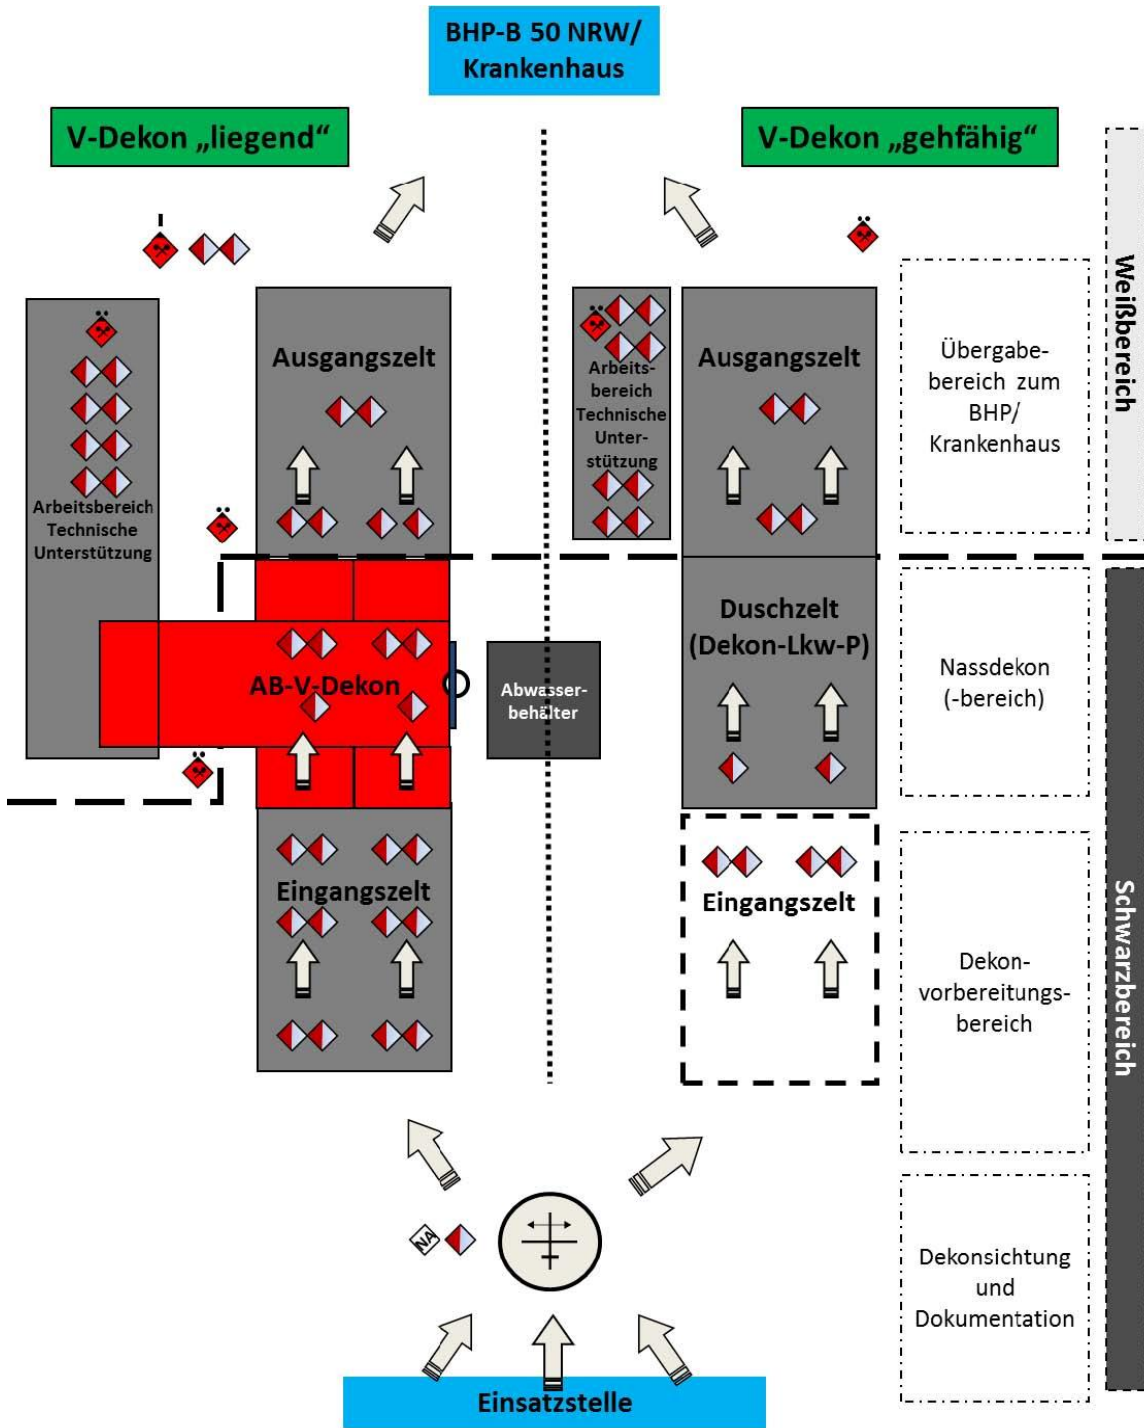 BHP-B 50 NRW/
Krankenhaus
V-Dekon „liegend“
V-Dekon „gehfähig“
Weißbereich
Ausgangszelt
Arbeits-
bereich
Technische
Unter-
stützung
Ausgangszelt
Übergabe-
bereich zum
BHP/
Krankenhaus
Arbeitsbereich
Technische
Unterstützung
AB-V-Dekon
Abwasser-
behälter
Duschzelt
(Dekon-Lkw-P)
Nassdekon
(-bereich)
Eingangszelt
Eingangszelt
Dekon-
vorbereitungs-
bereich
Schwarzbereich
NA
Dekonsichtung
und
Dokumentation
Einsatzstelle